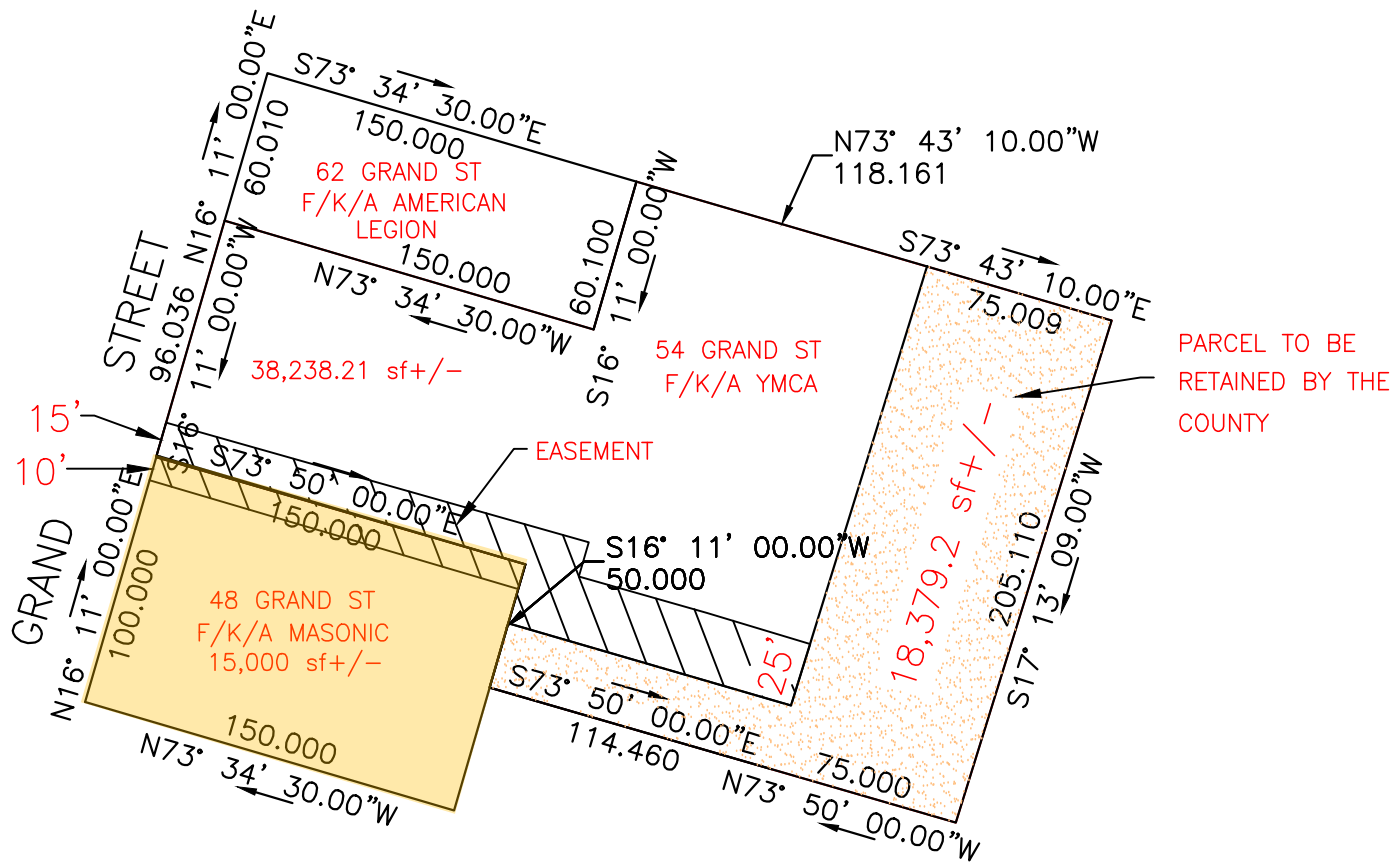 S73° 34' 30.00"E
150.000
N16° 11' 00.00"E
60.010
62 GRAND ST
F/K/A AMERICAN
LEGION
60.100
S16° 11' 00.00"W
150.000
N73° 34' 30.00"W
N73° 43' 10.00"W
118.161
S73° 43' 10.00"E
75.009
STREET
96.036
S16° 11' 00.00"W
38,238.21 sf+/-
54 GRAND ST
F/K/A YMCA
PARCEL TO BE
RETAINED BY THE
COUNTY
18,379.2 sf+/-
205.110
S17° 13' 09.00"W
15'
10'
EASEMENT
S73° 50' 00.00"E
150.000
S16° 11' 00.00"W
50.000
GRAND
N16° 11' 00.00"E
100.000
48 GRAND ST
F/K/A MASONIC
15,000 sf+/-
25'
S73° 50' 00.00"E
114.460
75.000
N73° 50' 00.00"W
150.000
N73° 34' 30.00"W